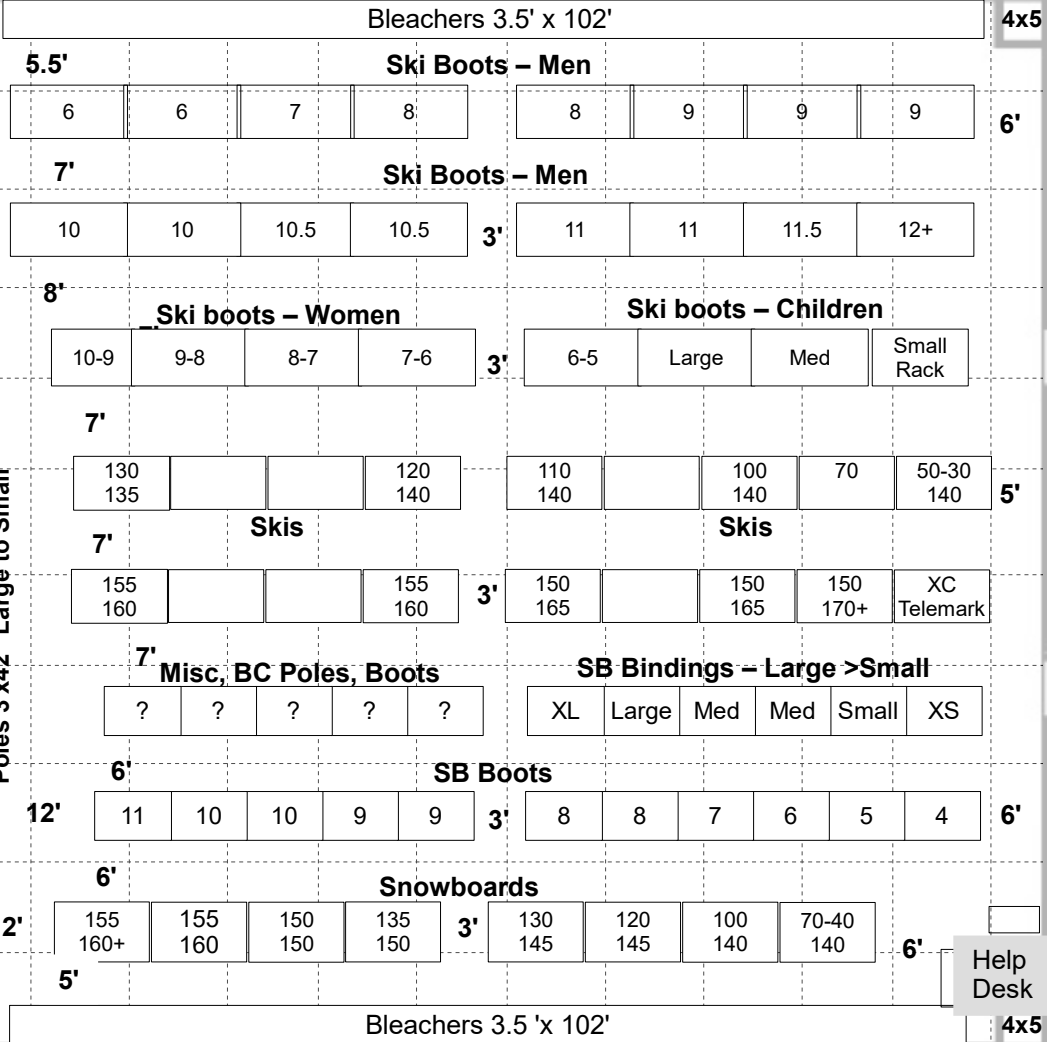 Bleachers 3.5' x 102'
4x5
5.5'
Ski Boots – Men
6 6 7 8 8 9 9 9
6'
7'
Ski Boots – Men
10 10 10.5 10.5 3' 11 11 11.5 12+
8'
Ski boots – Women
Ski boots – Children
10-9 9-8 8-7 7-6 3' 6-5 Large Med Small
Rack
7'
130 120 110 100 70 50-30
135 140 140 140 140
5'
Skis Skis
7'
155 155 150 150 150 XC
160 160 3' 165 165 170+ Telemark
Poles 3'x42' Large to Small
7'
Misc, BC Poles, Boots
SB Bindings – Large >Small
? ? ? ? ? XL Large Med Med Small XS
6'
SB Boots
12' 11 10 10 9 9 3' 8 8 7 6 5 4 6'
6'
Snowboards
2' 155 155 150 135 3' 130 120 100 70-40
160+ 160 150 150 145 145 140 140
6'
Help
Desk
5'
Bleachers 3.5 'x 102'
4x5